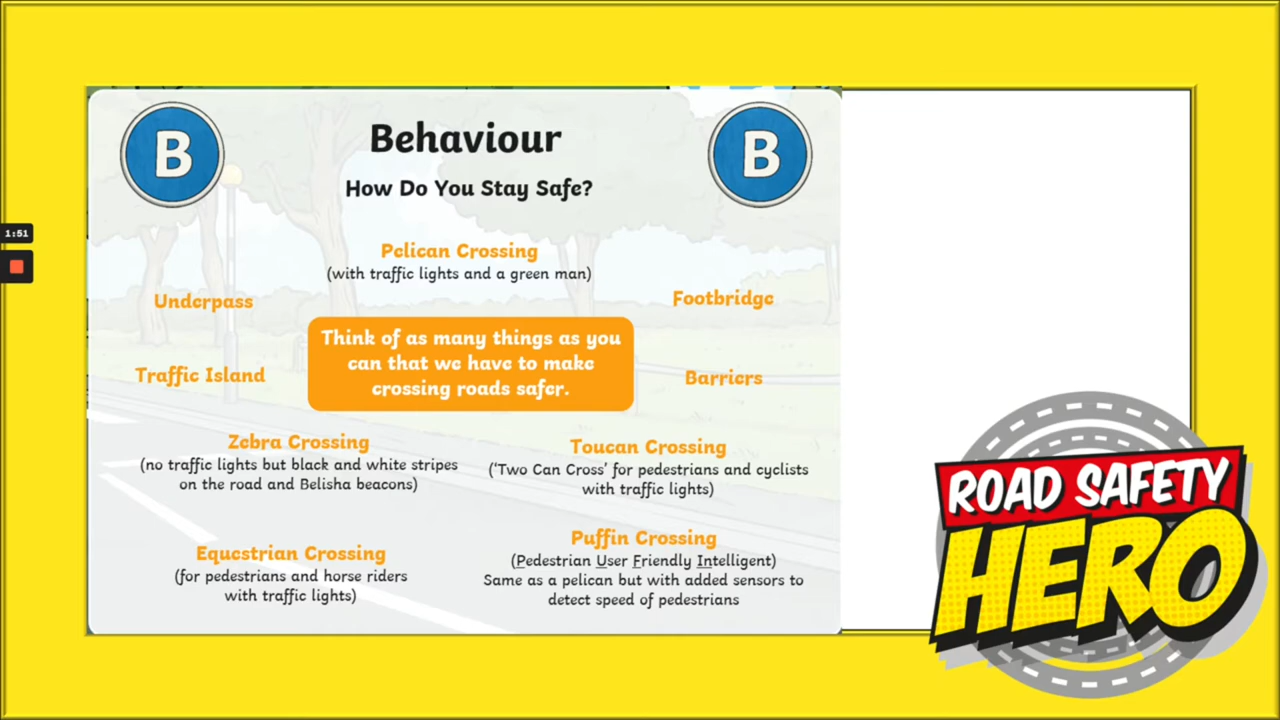 B
Behaviour
B
How Do You Stay Safe?
1:51
Pelican Crossing
(with traffic lights and a green man)
Underpass
Footbridge
Think of as many things as you
can that we have to make
crossing roads safer.
Traffic Island
Barriers
Zebra Crossing
(no traffic lights but black and white stripes
on the road and Belisha beacons)
Toucan Crossing
(‘Two Can Cross’ for pedestrians and cyclists
with traffic lights)
Equestrian Crossing
(for pedestrians and horse riders
with traffic lights)
Puffin Crossing
(Pedestrian User Friendly Intelligent)
Same as a pelican but with added sensors to
detect speed of pedestrians
ROAD SAFETY
HERO